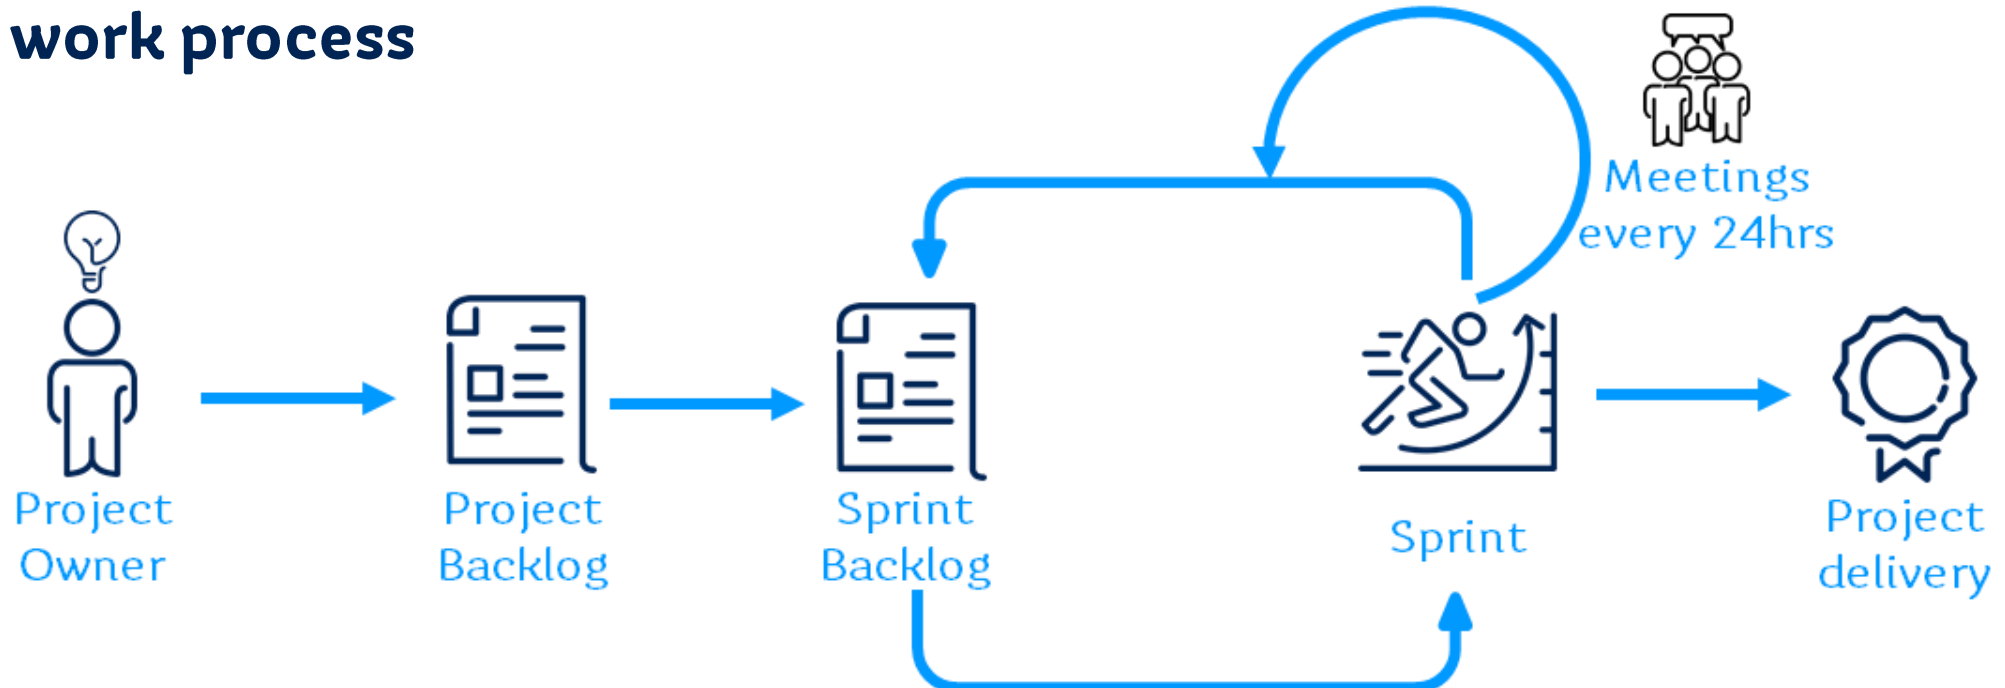 work process
Meetings
every 24hrs
Project
Owner
Project
Backlog
Sprint
Backlog
Sprint
Project
delivery